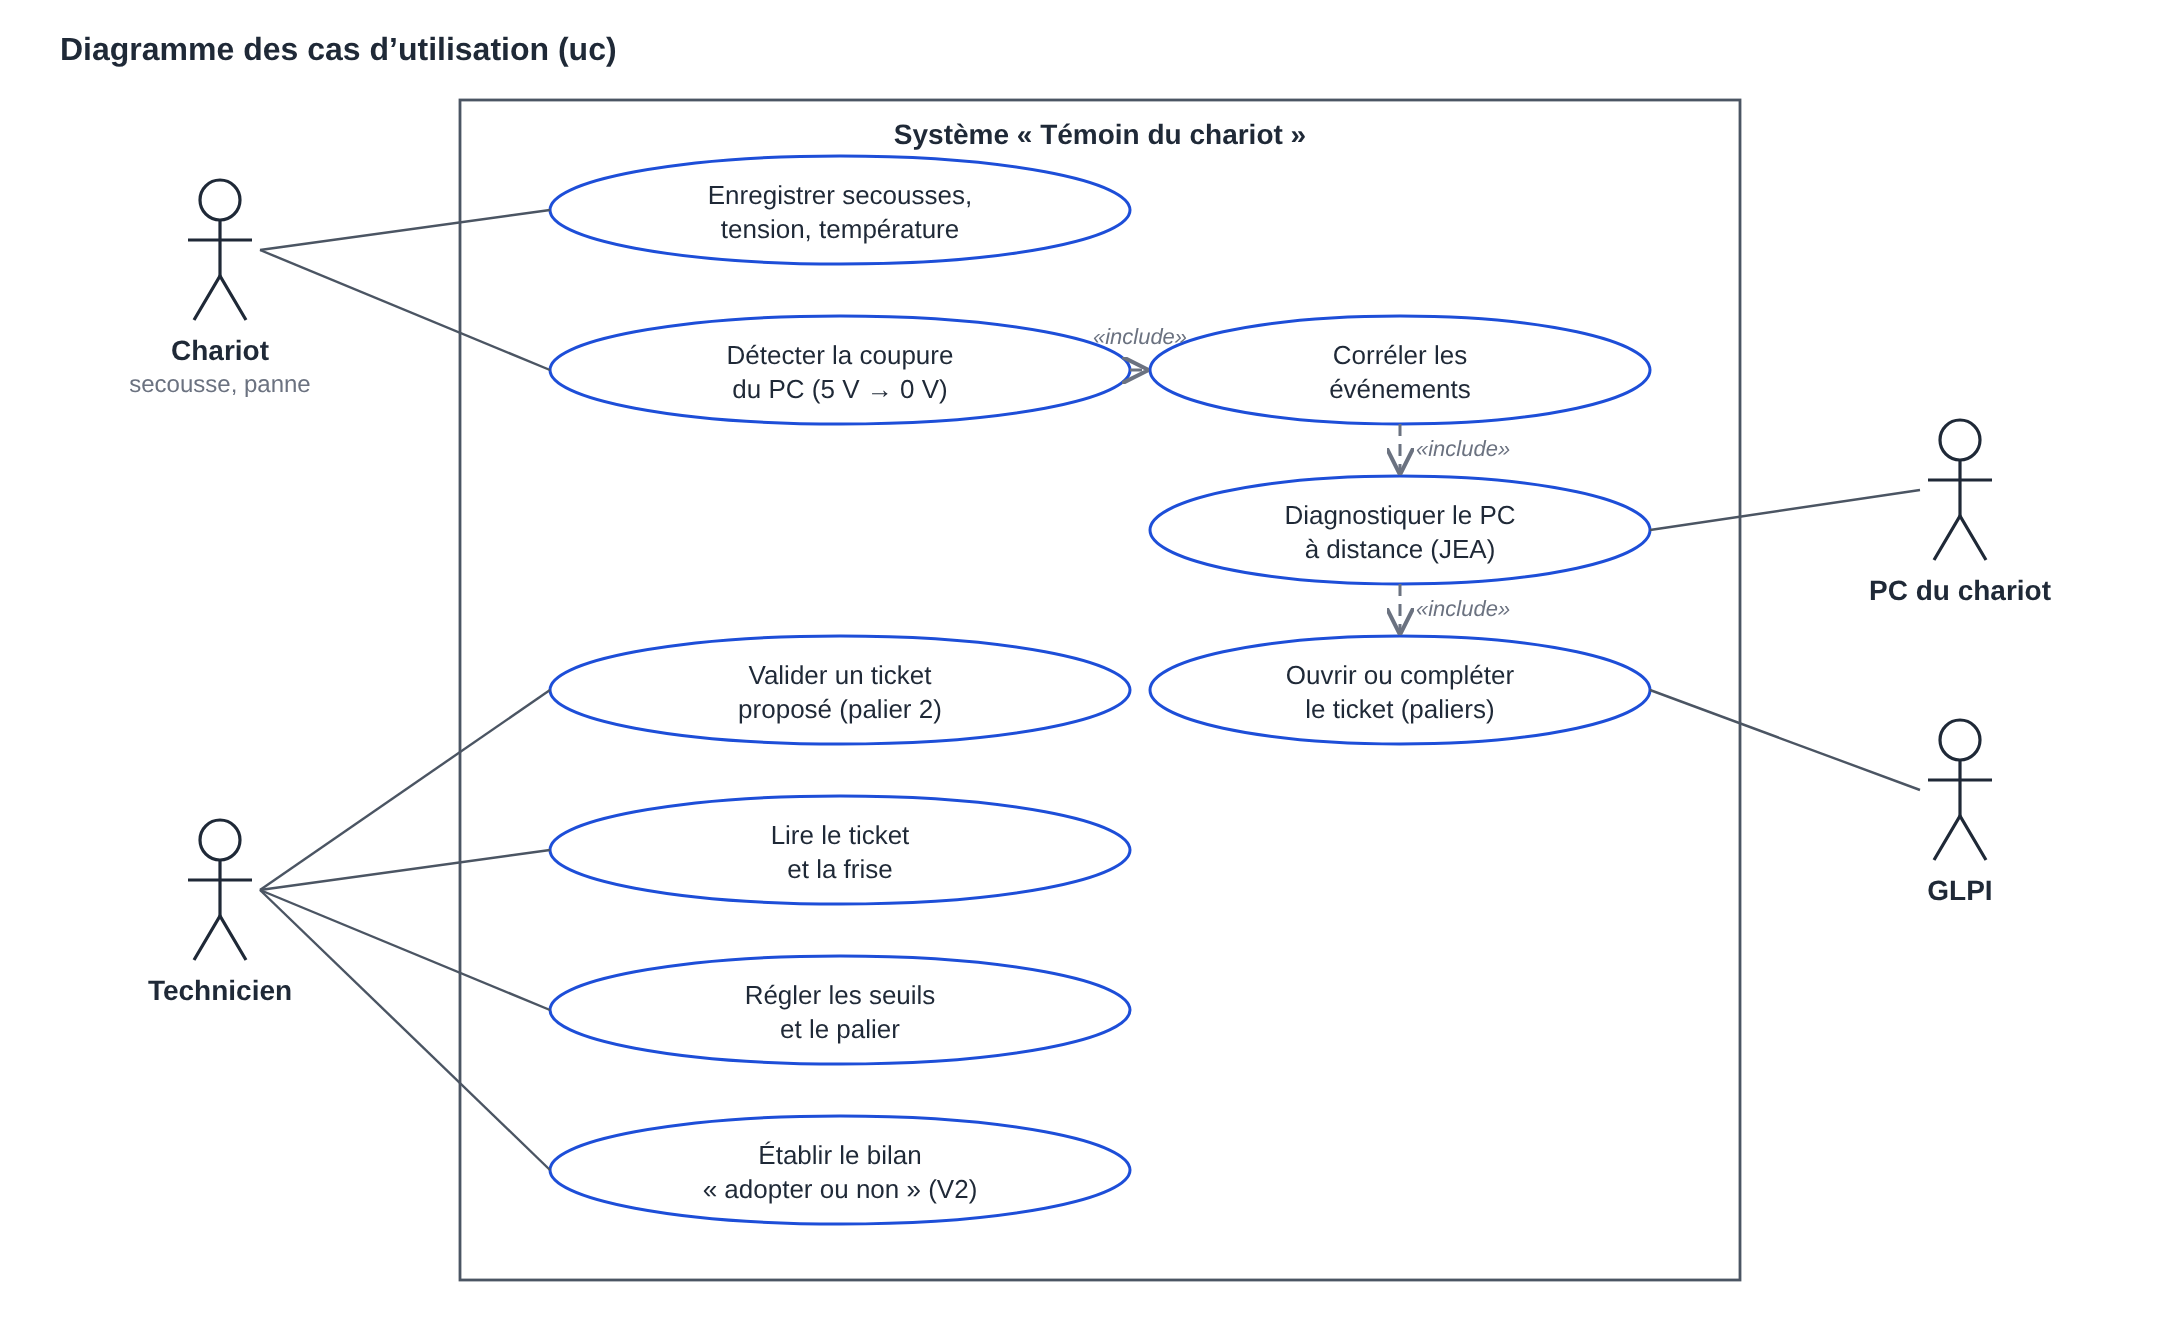 Diagramme des cas d’utilisation (uc)
Système « Témoin du chariot »
Enregistrer secousses,
tension, température
Chariot
secousse, panne
Détecter la coupure
du PC (5 V → 0 V)
«include»
Corréler les
événements
«include»
Diagnostiquer le PC
à distance (JEA)
PC du chariot
«include»
Valider un ticket
proposé (palier 2)
Ouvrir ou compléter
le ticket (paliers)
Lire le ticket
et la frise
GLPI
Technicien
Régler les seuils
et le palier
Établir le bilan
« adopter ou non » (V2)